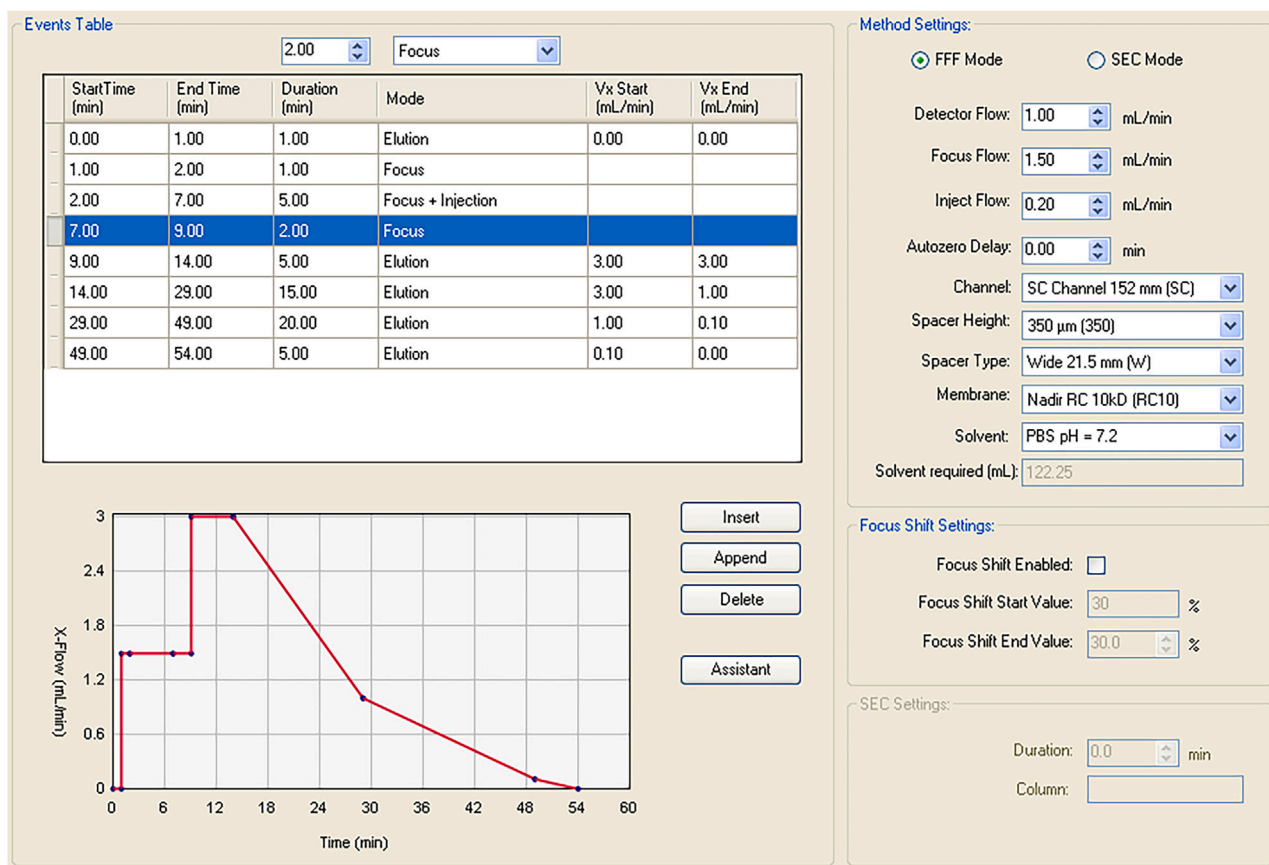 Events Table
2.00 Focus
StartTime (min) End Time (min) Duration (min) Mode Vx Start (mL/min) Vx End (mL/min)
0.00 1.00 1.00 Elution 0.00 0.00
1.00 2.00 1.00 Focus
2.00 7.00 5.00 Focus + Injection
7.00 9.00 2.00 Focus
9.00 14.00 5.00 Elution 3.00 3.00
14.00 29.00 15.00 Elution 3.00 1.00
29.00 49.00 20.00 Elution 1.00 0.10
49.00 54.00 5.00 Elution 0.10 0.00
X-Flow (mL/min)
3
2.4
1.8
1.2
0.6
0
0 6 12 18 24 30 36 42 48 54 60
Time (min)
Insert
Append
Delete
Assistant
Method Settings:
FFF Mode SEC Mode
Detector Flow: 1.00 mL/min
Focus Flow: 1.50 mL/min
Inject Flow: 0.20 mL/min
Autozero Delay: 0.00 min
Channel: SC Channel 152 mm (SC)
Spacer Height: 350 µm (350)
Spacer Type: Wide 21.5 mm (W)
Membrane: Nadir RC 10kD (RC10)
Solvent: PBS pH = 7.2
Solvent required (mL): 122.25
Focus Shift Settings:
Focus Shift Enabled:
Focus Shift Start Value: 30 %
Focus Shift End Value: 30.0 %
SEC Settings:
Duration: 0.0 min
Column: